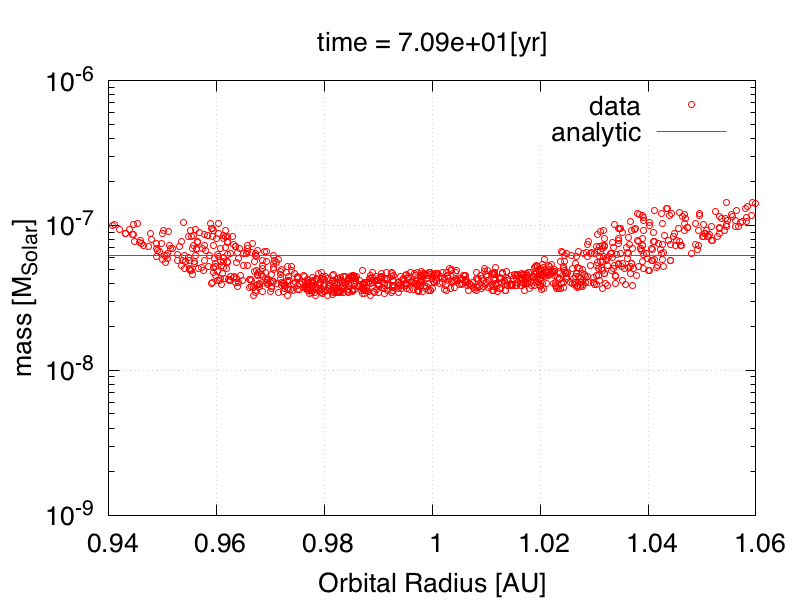 time = 7.09e+01[yr]
data
analytic
10^-6
10^-7
10^-8
10^-9
mass [M_Solar]
0.94 0.96 0.98 1 1.02 1.04 1.06
Orbital Radius [AU]